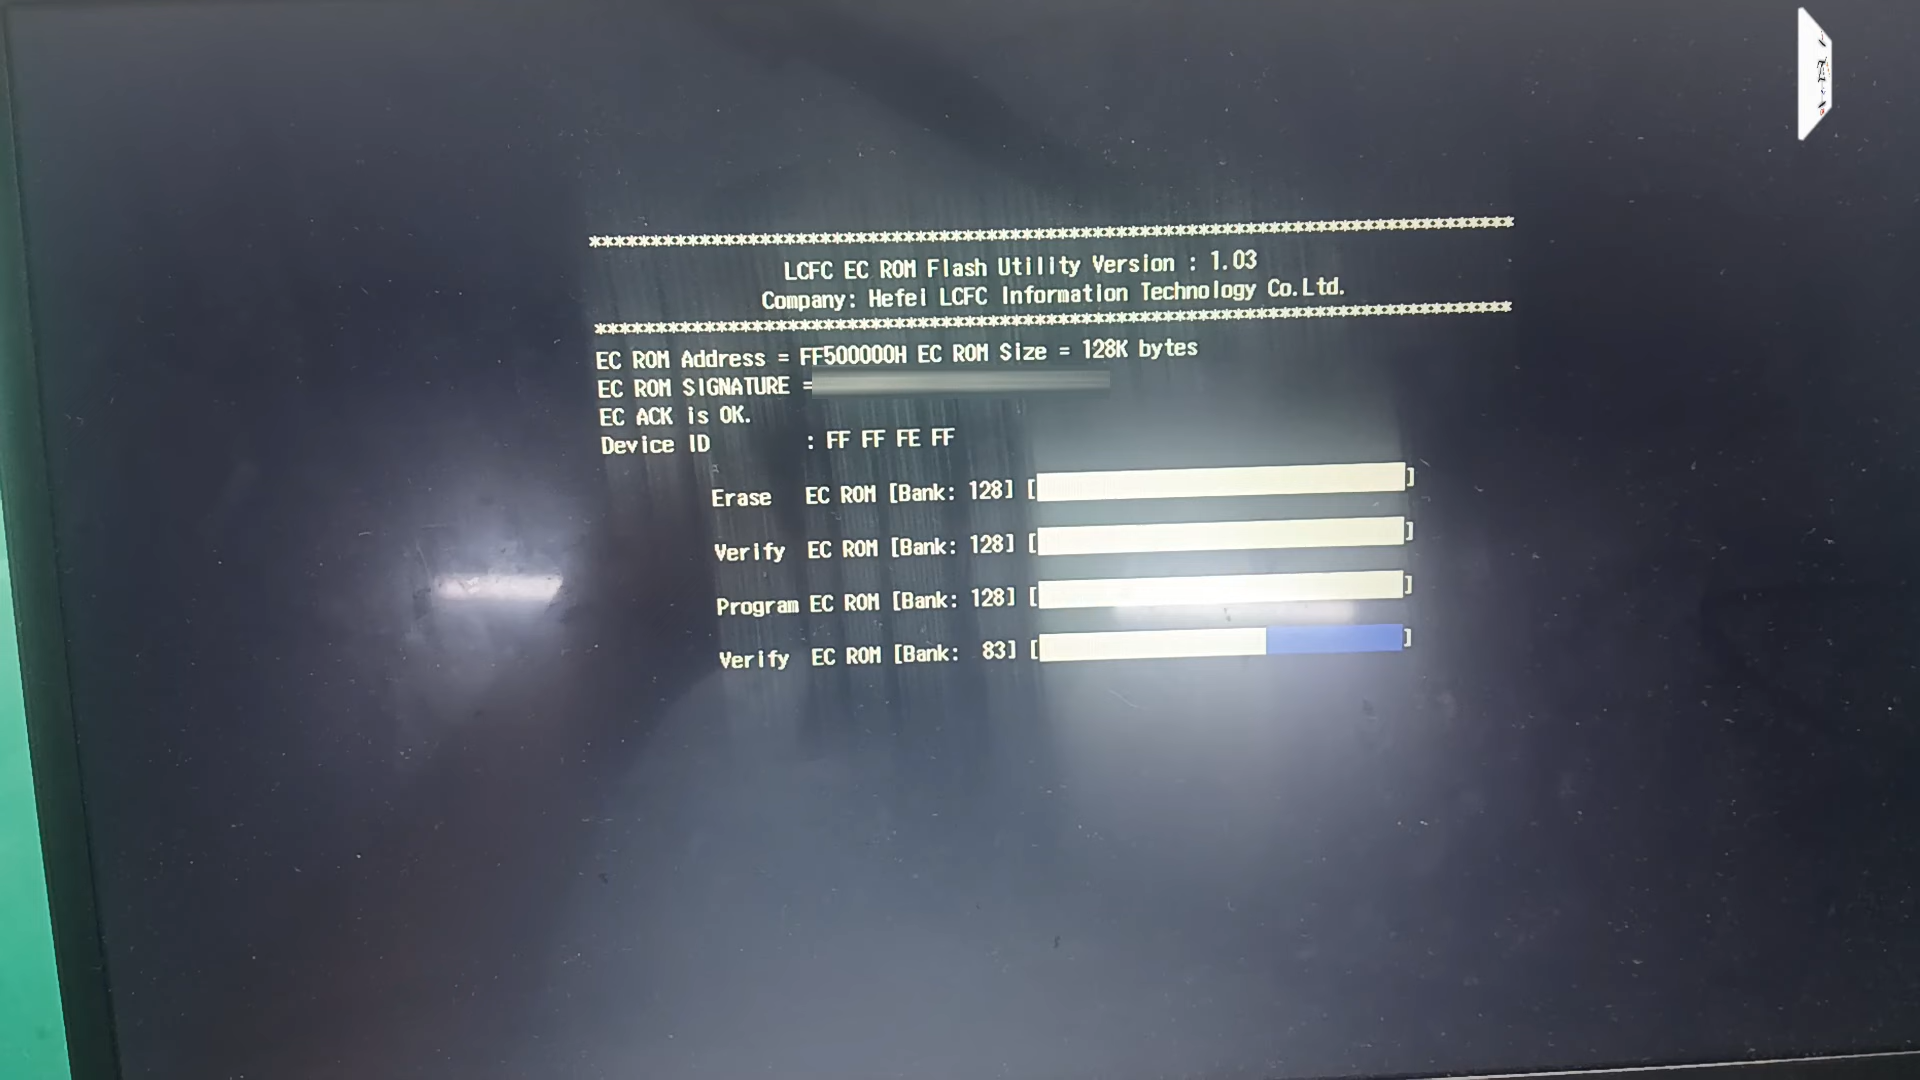 ********************************************************************************
LCFC EC ROM Flash Utility Version : 1.03
Company: Hefei LCFC Information Technology Co.Ltd.
********************************************************************************
EC ROM Address = FF500000H EC ROM Size = 128K bytes
EC ROM SIGNATURE =
EC ACK is OK.
Device ID : FF FF FE FF
Erase EC ROM [Bank: 128] [ ]
Verify EC ROM [Bank: 128] [ ]
Program EC ROM [Bank: 128] [ ]
Verify EC ROM [Bank: 83] [ ]